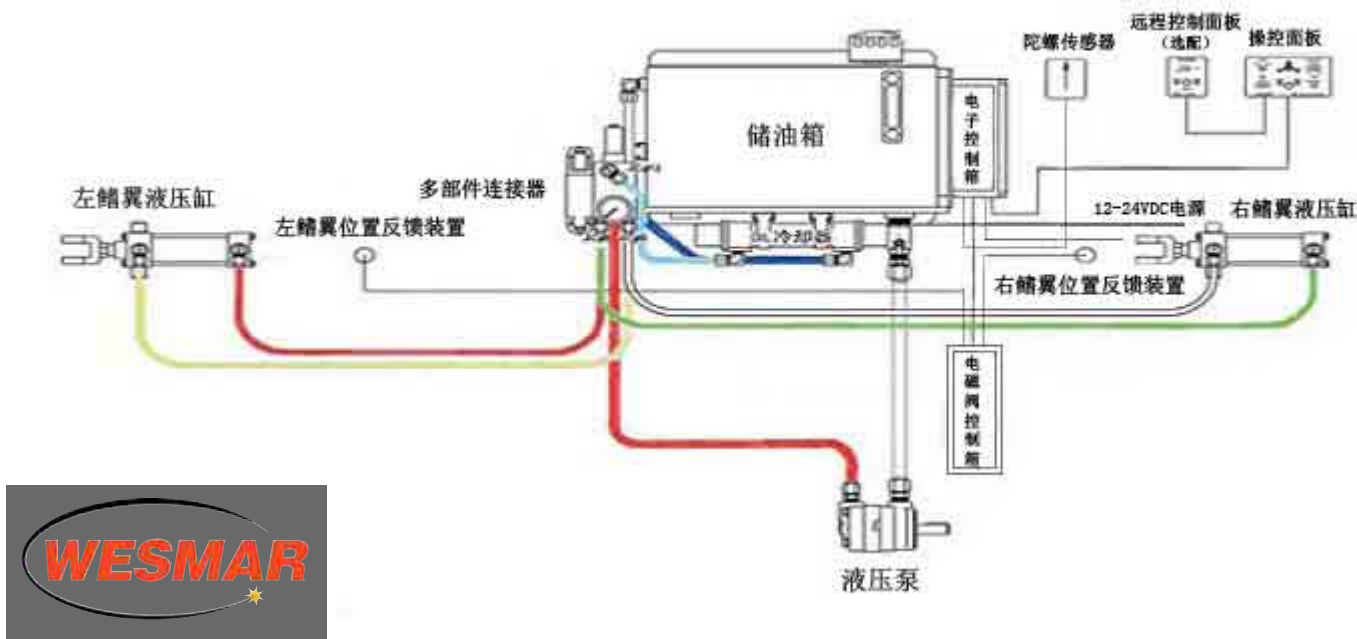 远程控制面板
(选配)
操控面板
陀螺传感器
储油箱
电子控制箱
多部件连接器
左鳍翼液压缸
左鳍翼位置反馈装置
冷却器
12-24VDC电源
右鳍翼液压缸
右鳍翼位置反馈装置
电磁阀控制箱
液压泵
WESMAR